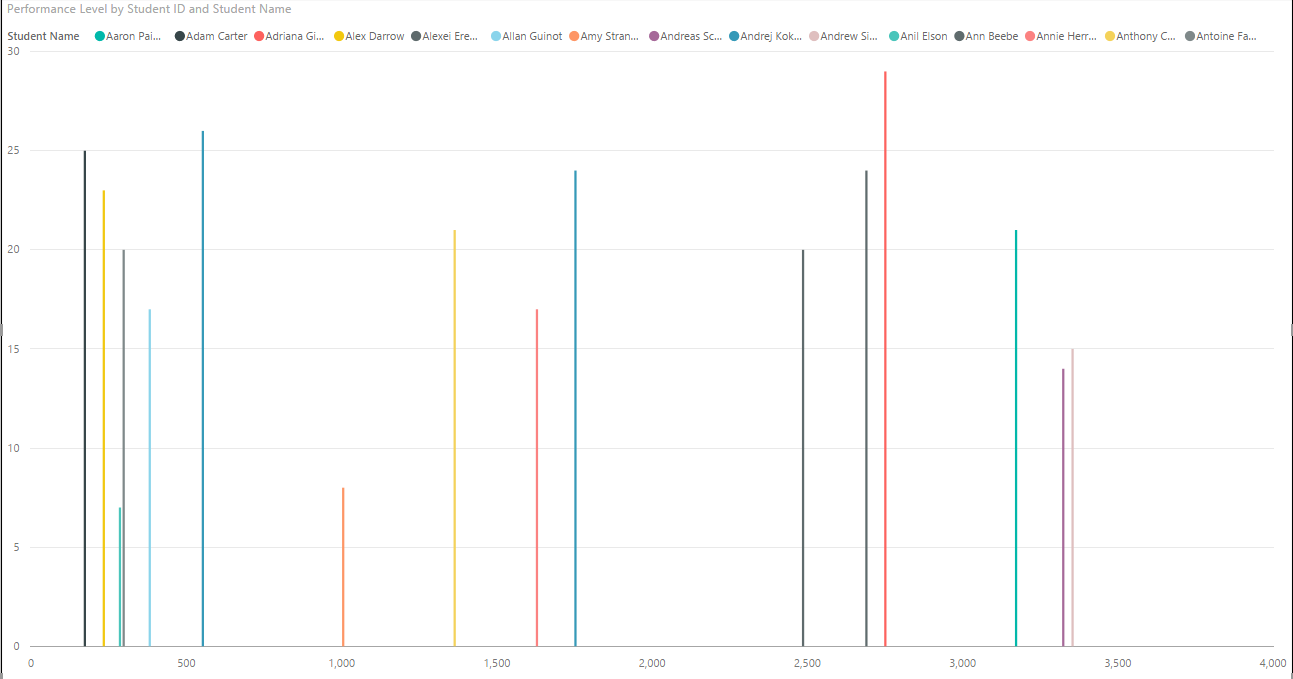 Performance Level by Student ID and Student Name
Student Name Aaron Pai... Adam Carter Adriana Gi... Alex Darrow Alexei Ere... Allan Guinot Amy Stran... Andreas Sc... Andrej Kok... Andrew Si... Anil Elson Ann Beebe Annie Herr... Anthony C... Antoine Fa...
30
25
20
15
10
5
0
0 500 1,000 1,500 2,000 2,500 3,000 3,500 4,000